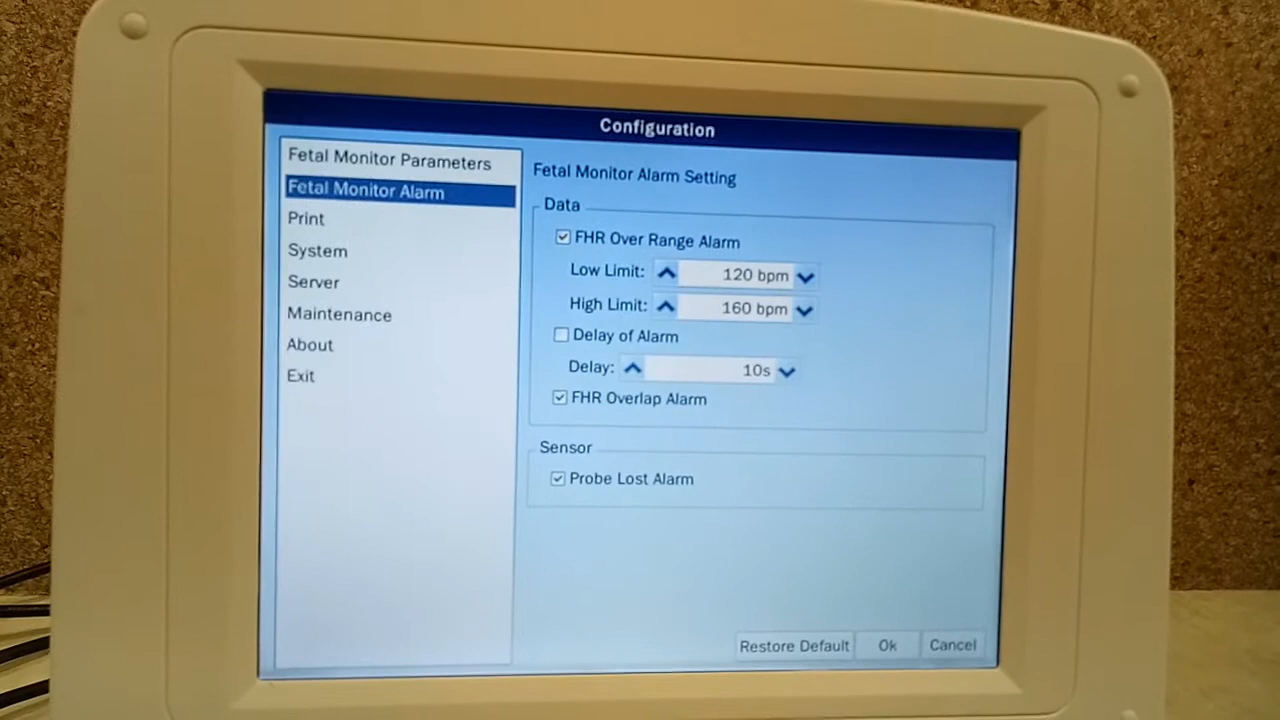 Configuration
Fetal Monitor Parameters
Fetal Monitor Alarm
Print
System
Server
Maintenance
About
Exit
Fetal Monitor Alarm Setting
Data
FHR Over Range Alarm
Low Limit: 120 bpm
High Limit: 160 bpm
Delay of Alarm
Delay: 10s
FHR Overlap Alarm
Sensor
Probe Lost Alarm
Restore Default Ok Cancel